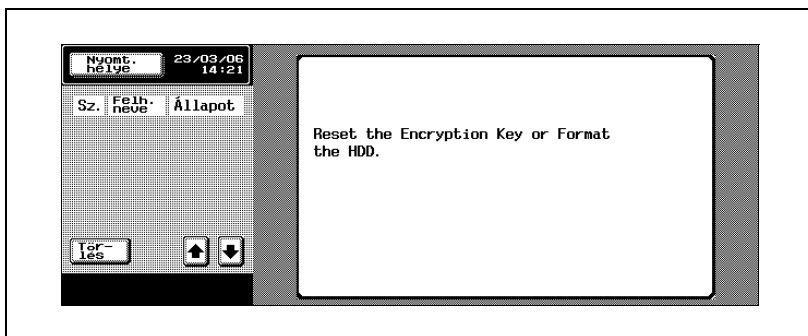 Nyomt.
helye
23/03/06
14:21
Sz.
Felh.
neve
Állapot
Reset the Encryption Key or Format
the HDD.
Tör-
lés